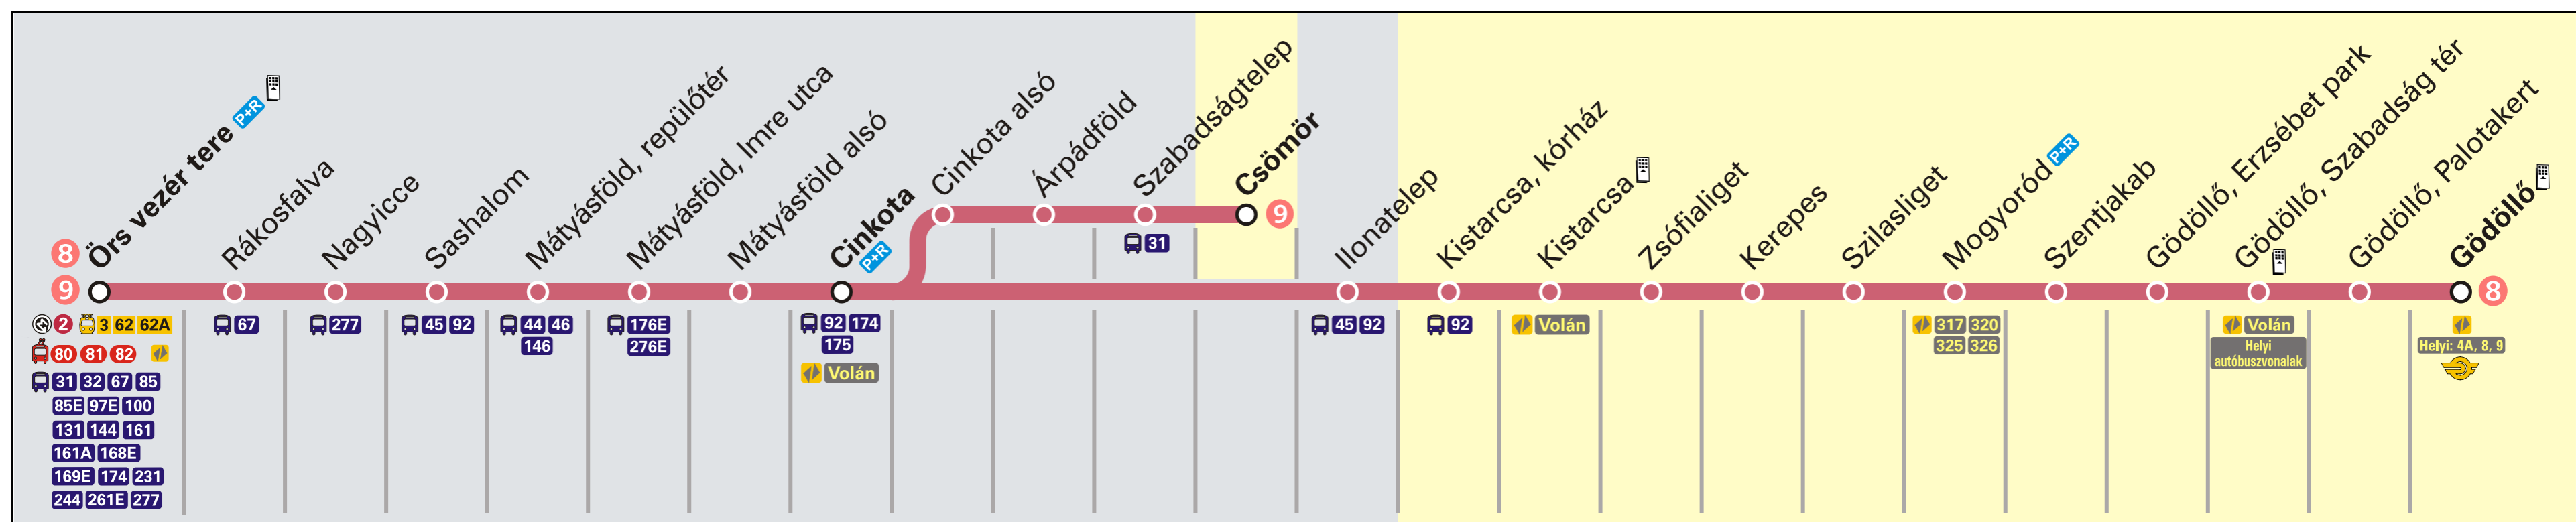 Örs vezér tere P+R
Rákosfalva
Nagyicce
Sashalom
Mátyásföld, repülőtér
Mátyásföld, Imre utca
Mátyásföld alsó
Cinkota
P+R
Cinkota alsó
Árpádföld
Szabadságtelep
Csömör
Ilonatelep
Kistarcsa, kórház
Kistarcsa
Zsófialiget
Kerepes
Szilasliget
Mogyoród P+R
Szentjakab
Gödöllő, Erzsébet park
Gödöllő, Szabadság tér
Gödöllő, Palotakert
Gödöllő
8
9
9
31
8
2 3 62 62A
80 81 82
31 32 67 85
85E 97E 100
131 144 161
161A 168E
169E 174 231
244 261E 277
67
277
45 92
44 46
146
176E
276E
92 174
175
Volán
45 92
92
Volán
317 320
325 326
Volán
Helyi
autóbuszvonalak
Helyi: 4A, 8, 9